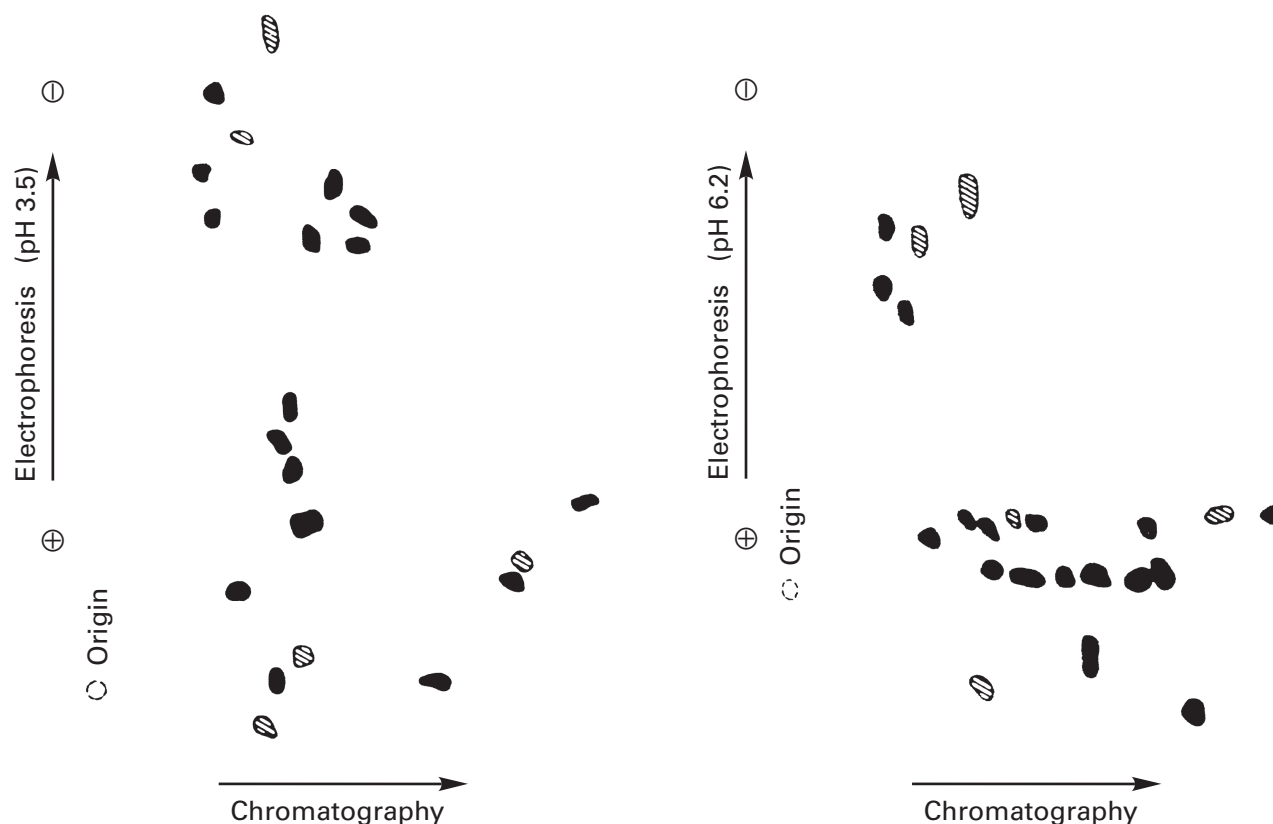 ⊖
Electrophoresis (pH 3.5)
⊕
Origin
Chromatography
⊖
Electrophoresis (pH 6.2)
⊕
Origin
Chromatography